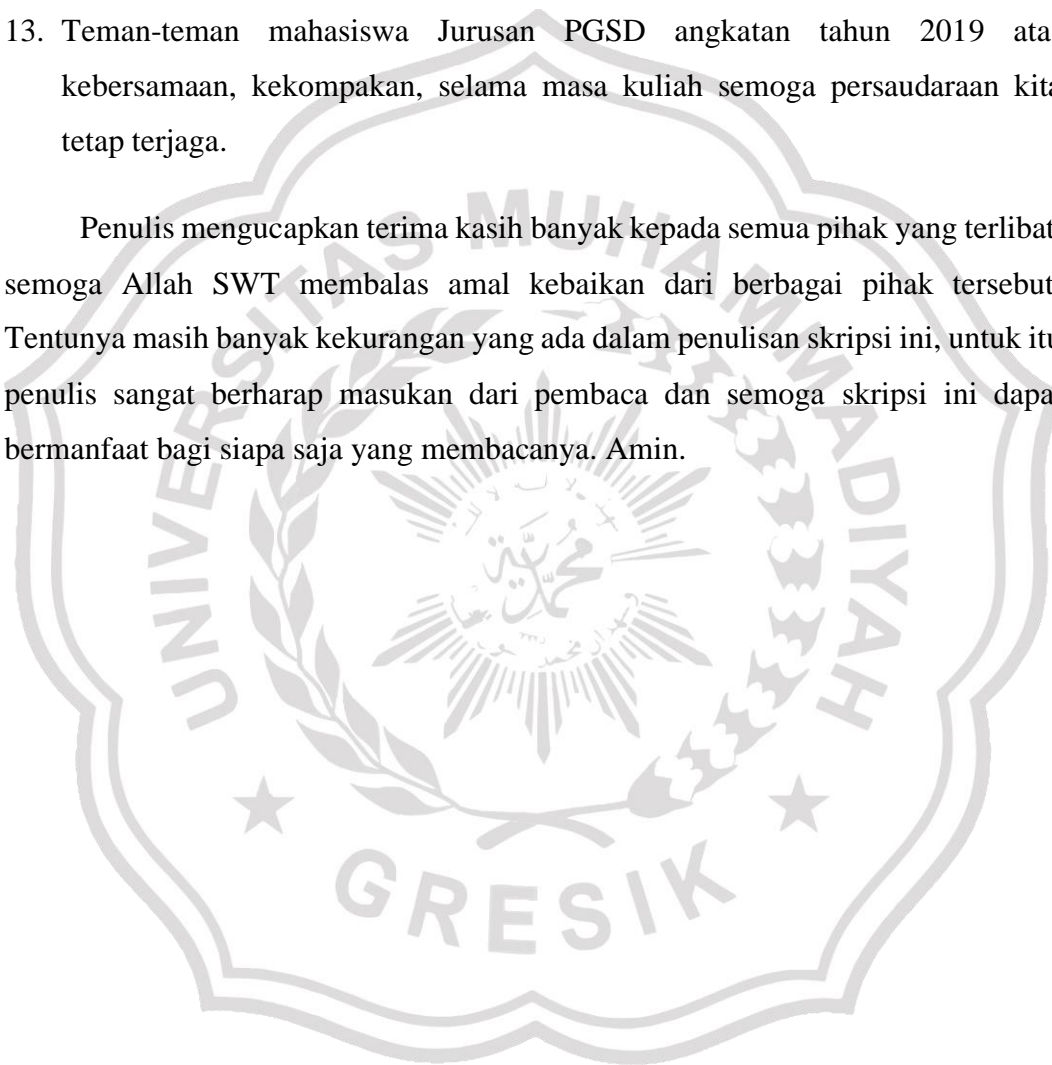 13. Teman-teman mahasiswa Jurusan PGSD angkatan tahun 2019 ata
kebersamaan, kekompakan, selama masa kuliah semoga persaudaraan kita
tetap terjaga.
Penulis mengucapkan terima kasih banyak kepada semua pihak yang terlibat
semoga Allah SWT membalas amal kebaikan dari berbagai pihak tersebut
Tentunya masih banyak kekurangan yang ada dalam penulisan skripsi ini, untuk itu
penulis sangat berharap masukan dari pembaca dan semoga skripsi ini dapa
bermanfaat bagi siapa saja yang membacanya. Amin.
UNIVERSITAS MUHAMMADIYAH
محمدية
GRESIK